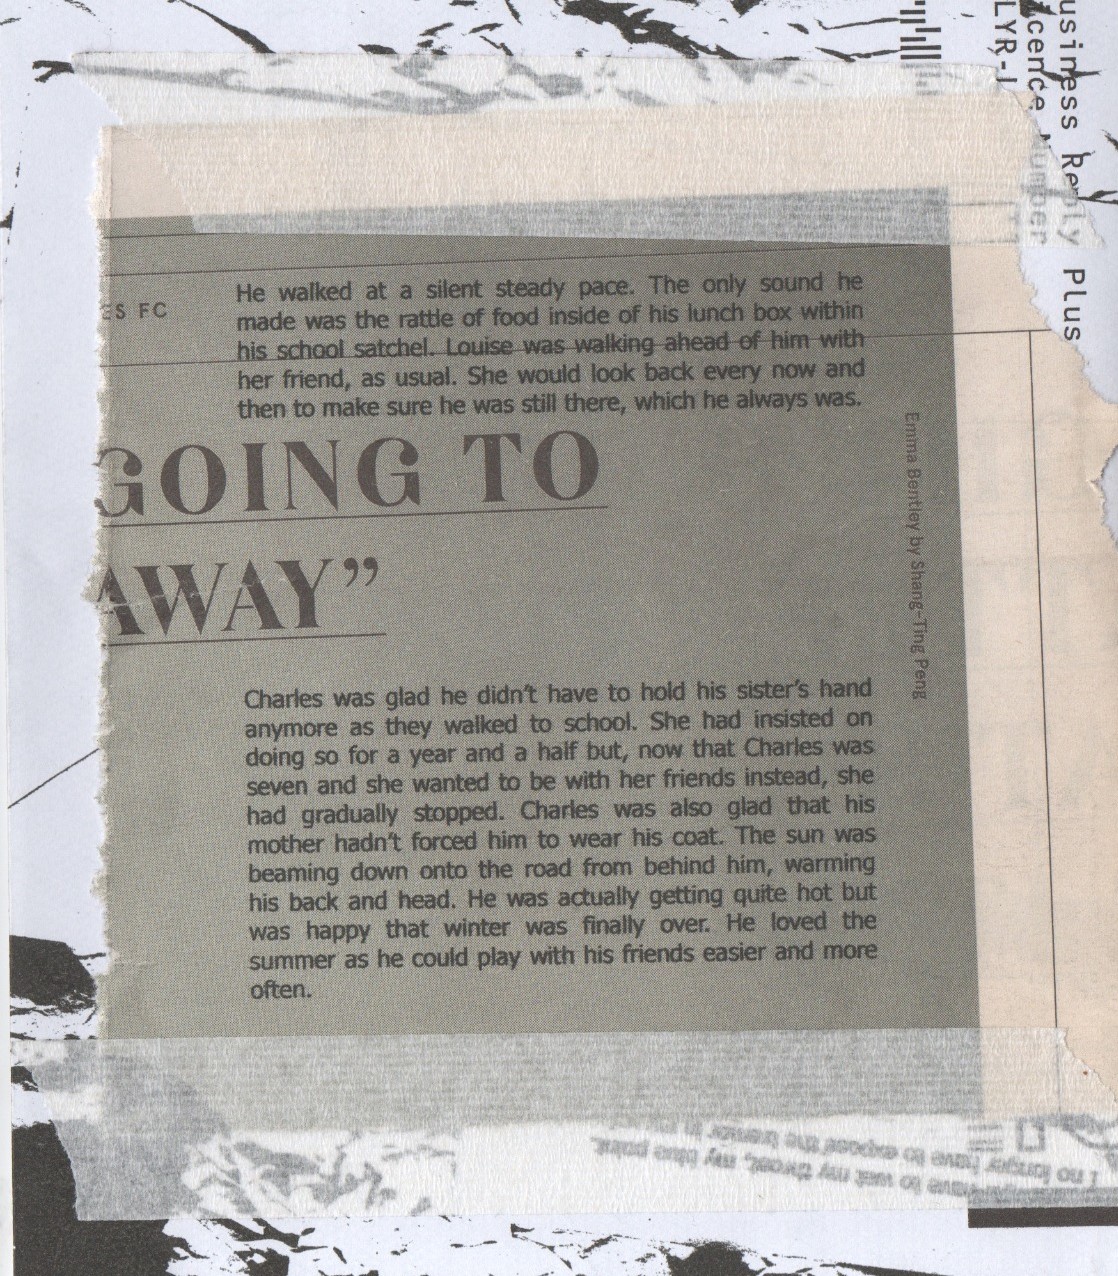 usiness Reply Plus
icence Number
LYR-L
ES FC
He walked at a silent steady pace. The only sound he
made was the rattle of food inside of his lunch box within
his school satchel. Louise was walking ahead of him with
her friend, as usual. She would look back every now and
then to make sure he was still there, which he always was.
GOING TO
AWAY”
Emma Bentley by Shang-Ting Peng
Charles was glad he didn't have to hold his sister's hand
anymore as they walked to school. She had insisted on
doing so for a year and a half but, now that Charles was
seven and she wanted to be with her friends instead, she
had gradually stopped. Charles was also glad that his
mother hadn't forced him to wear his coat. The sun was
beaming down onto the road from behind him, warming
his back and head. He was actually getting quite hot but
was happy that winter was finally over. He loved the
summer as he could play with his friends easier and more
often.
I no longer have to expose the
have to wet my throat, my blue